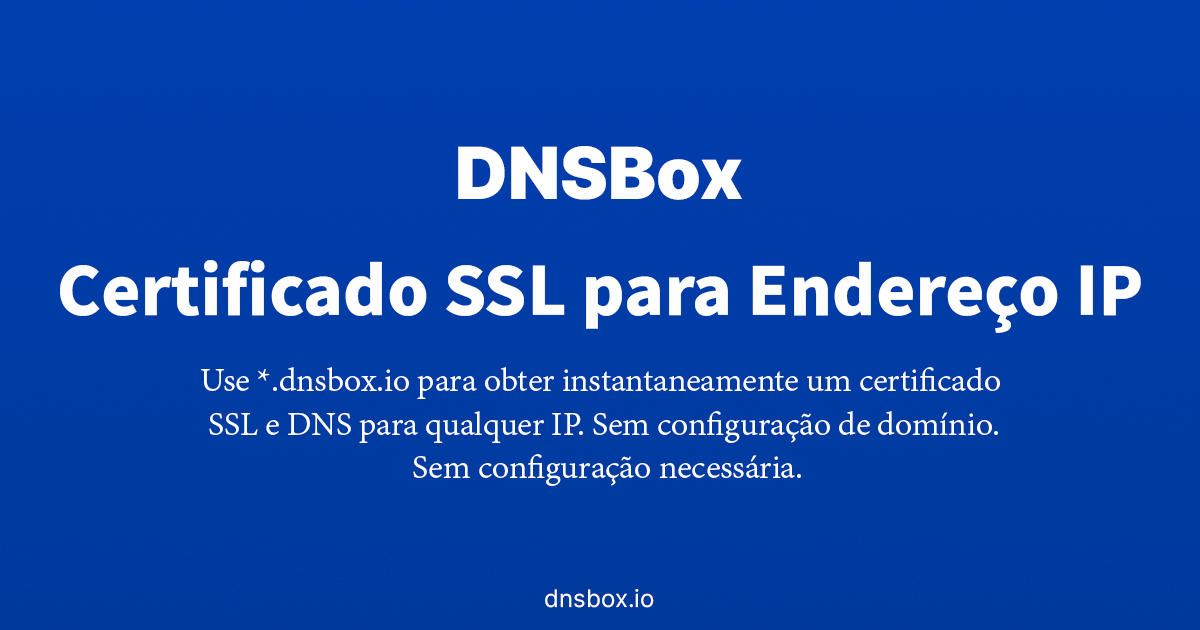 DNSBox
Certificado SSL para Endereço IP
Use *.dnsbox.io para obter instantaneamente um certificado
SSL e DNS para qualquer IP. Sem configuração de domínio.
Sem configuração necessária.
dnsbox.io